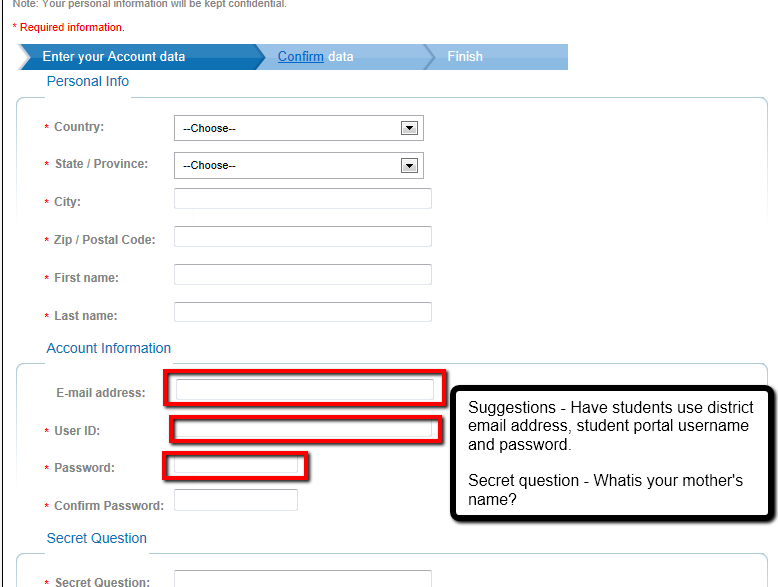 Note: Your personal information will be kept confidential.
* Required information.
Enter your Account data
Confirm data
Finish
Personal Info
* Country:
--Choose--
* State / Province:
--Choose--
* City:
* Zip / Postal Code:
* First name:
* Last name:
Account Information
E-mail address:
* User ID:
* Password:
* Confirm Password:
Suggestions - Have students use district
email address, student portal username
and password.
Secret question - Whatis your mother's
name?
Secret Question
* Secret Question: